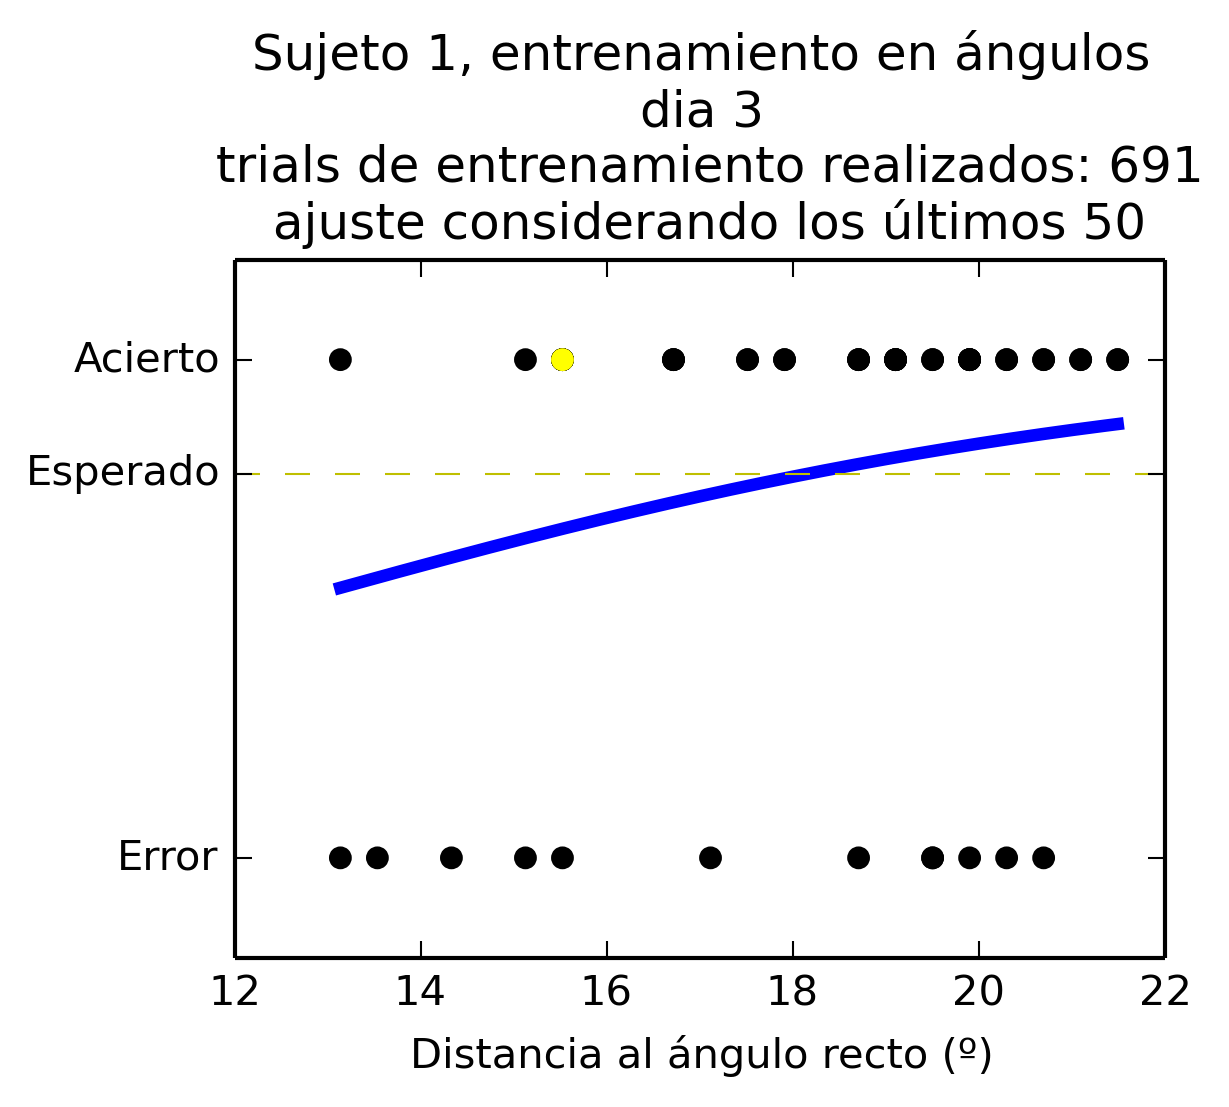 Sujeto 1, entrenamiento en ángulos
dia 3
trials de entrenamiento realizados: 691
ajuste considerando los últimos 50
Acierto
Esperado
Error
12 14 16 18 20 22
Distancia al ángulo recto (º)